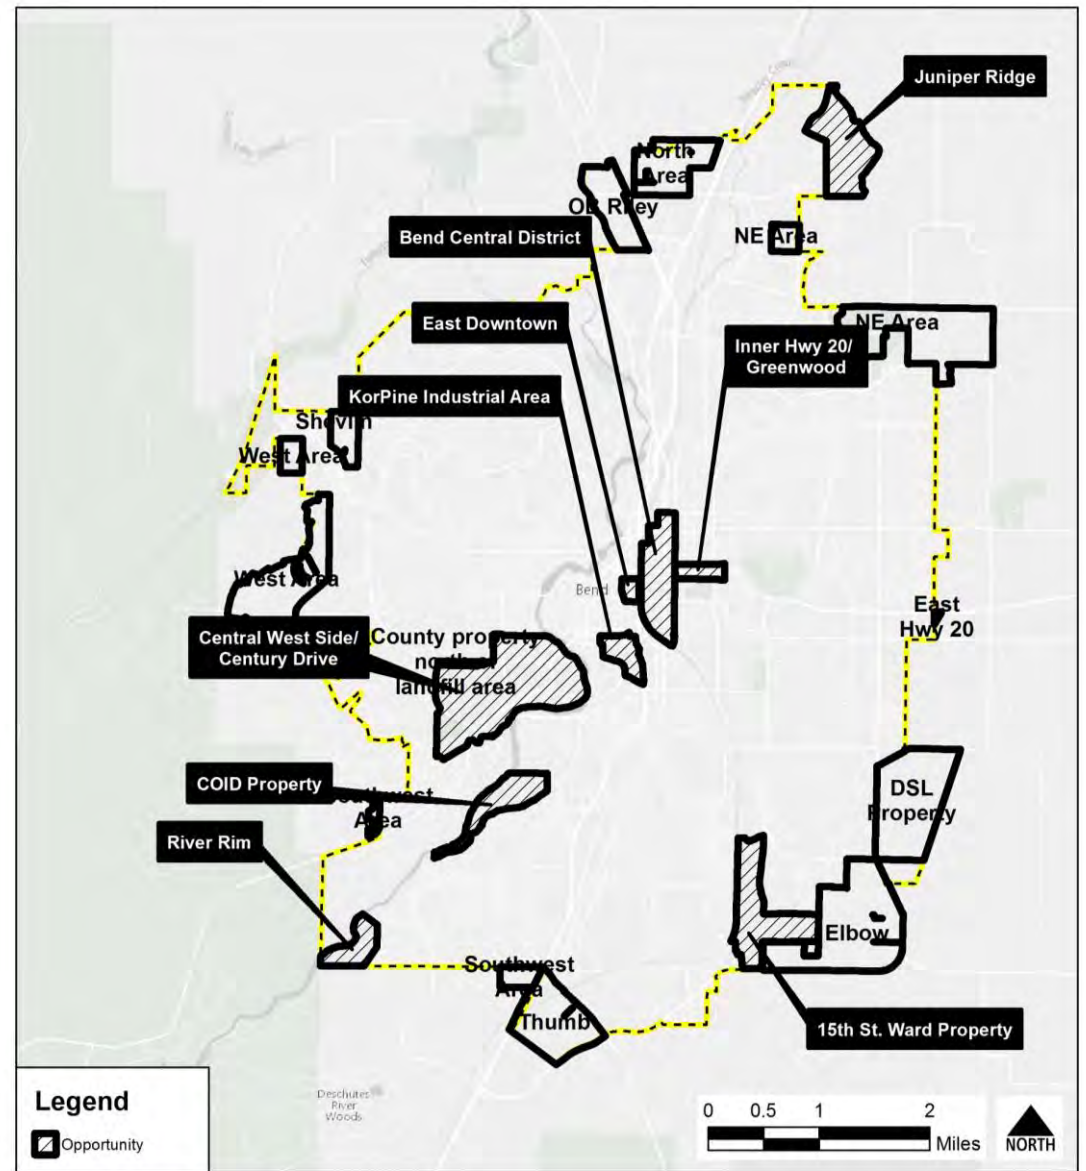 Juniper Ridge
North
Area
OB Riley
Bend Central District
NE Area
East Downtown
NE Area
Inner Hwy 20/
Greenwood
KorPine Industrial Area
Shevlin
West Area
West Area
Bend
East
Hwy 20
Central West Side/
Century Drive
County property
north of
landfill area
COID Property
Southwest
Area
DSL
Property
River Rim
Elbow
Southwest
Area
Thumb
15th St. Ward Property
Deschutes
River
Woods
Legend
Opportunity
0 0.5 1 2
Miles
NORTH